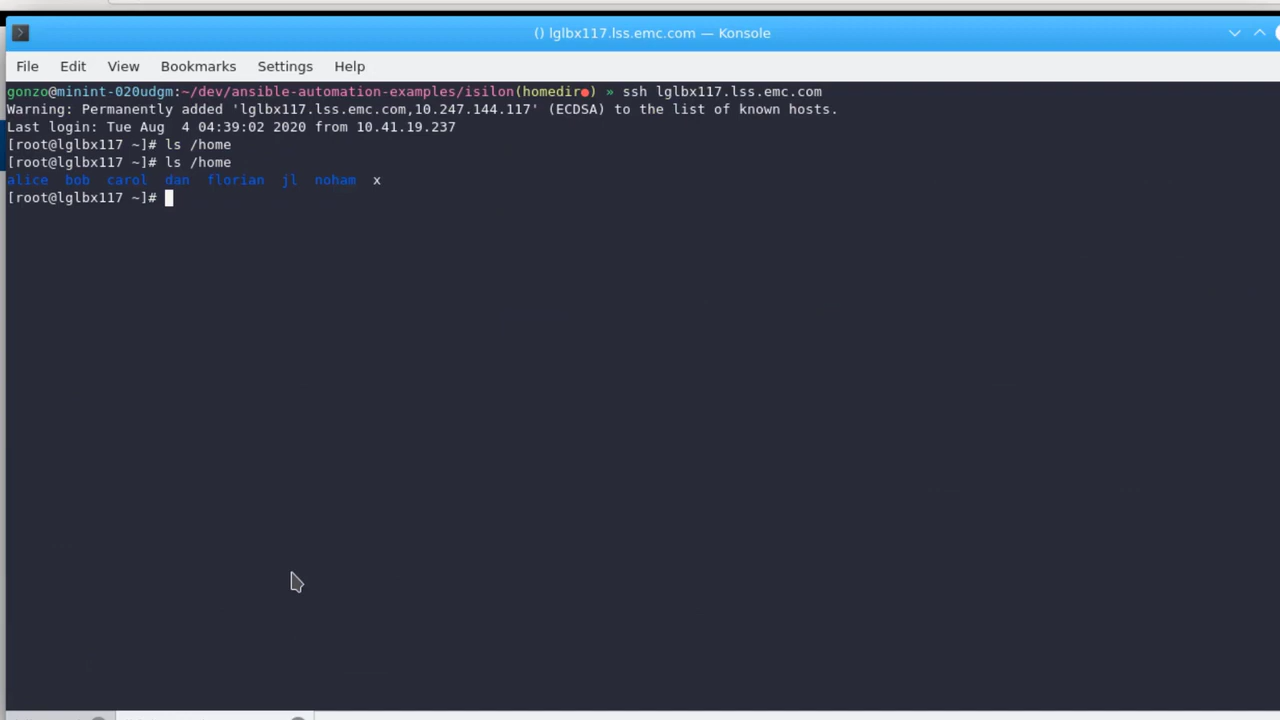 () lglbx117.lss.emc.com — Konsole
File Edit View Bookmarks Settings Help
gonzo@minint-020udgm:~/dev/ansible-automation-examples/isilon(homedir●) » ssh lglbx117.lss.emc.com
Warning: Permanently added 'lglbx117.lss.emc.com,10.247.144.117' (ECDSA) to the list of known hosts.
Last login: Tue Aug  4 04:39:02 2020 from 10.41.19.237
[root@lglbx117 ~]# ls /home
[root@lglbx117 ~]# ls /home
alice  bob  carol  dan  florian  jl  noham  x
[root@lglbx117 ~]#